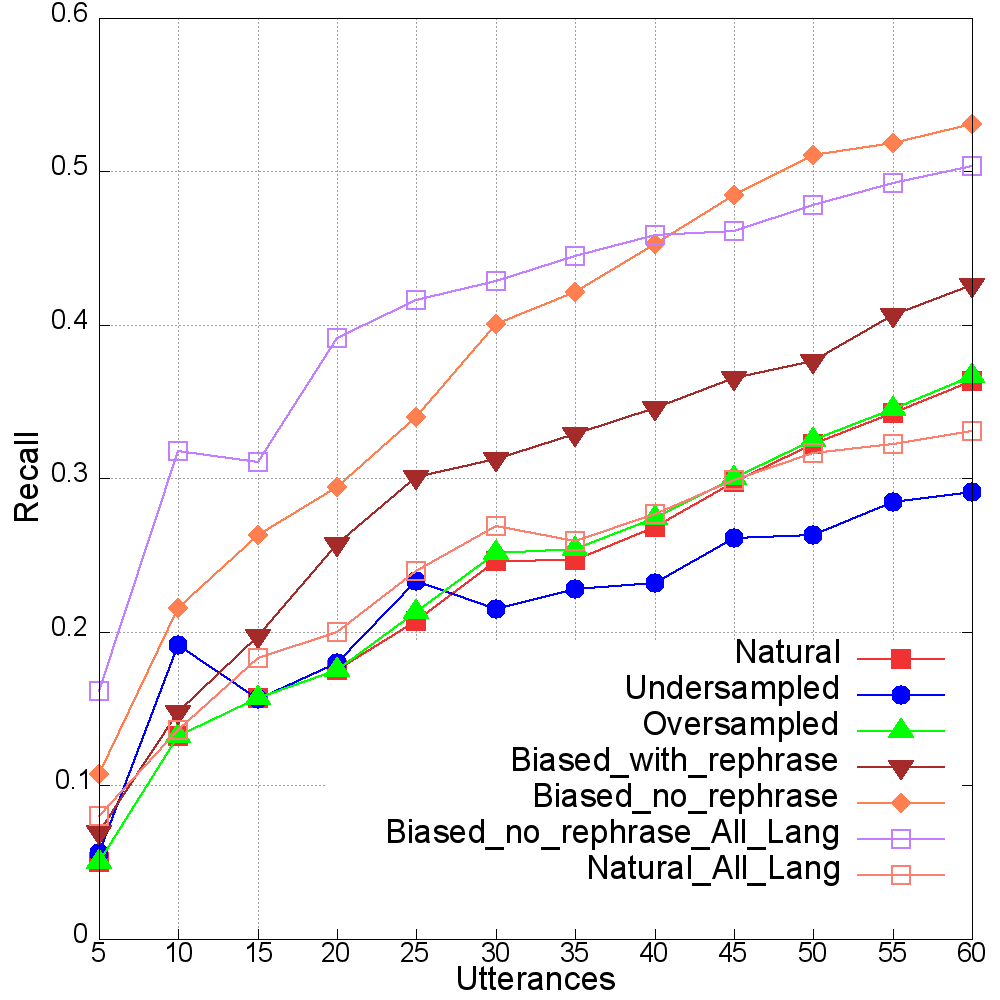 0.6
0.5
0.4
0.3
0.2
0.1
0
Recall
Natural
Undersampled
Oversampled
Biased_with_rephrase
Biased_no_rephrase
Biased_no_rephrase_All_Lang
Natural_All_Lang
5 10 15 20 25 30 35 40 45 50 55 60
Utterances